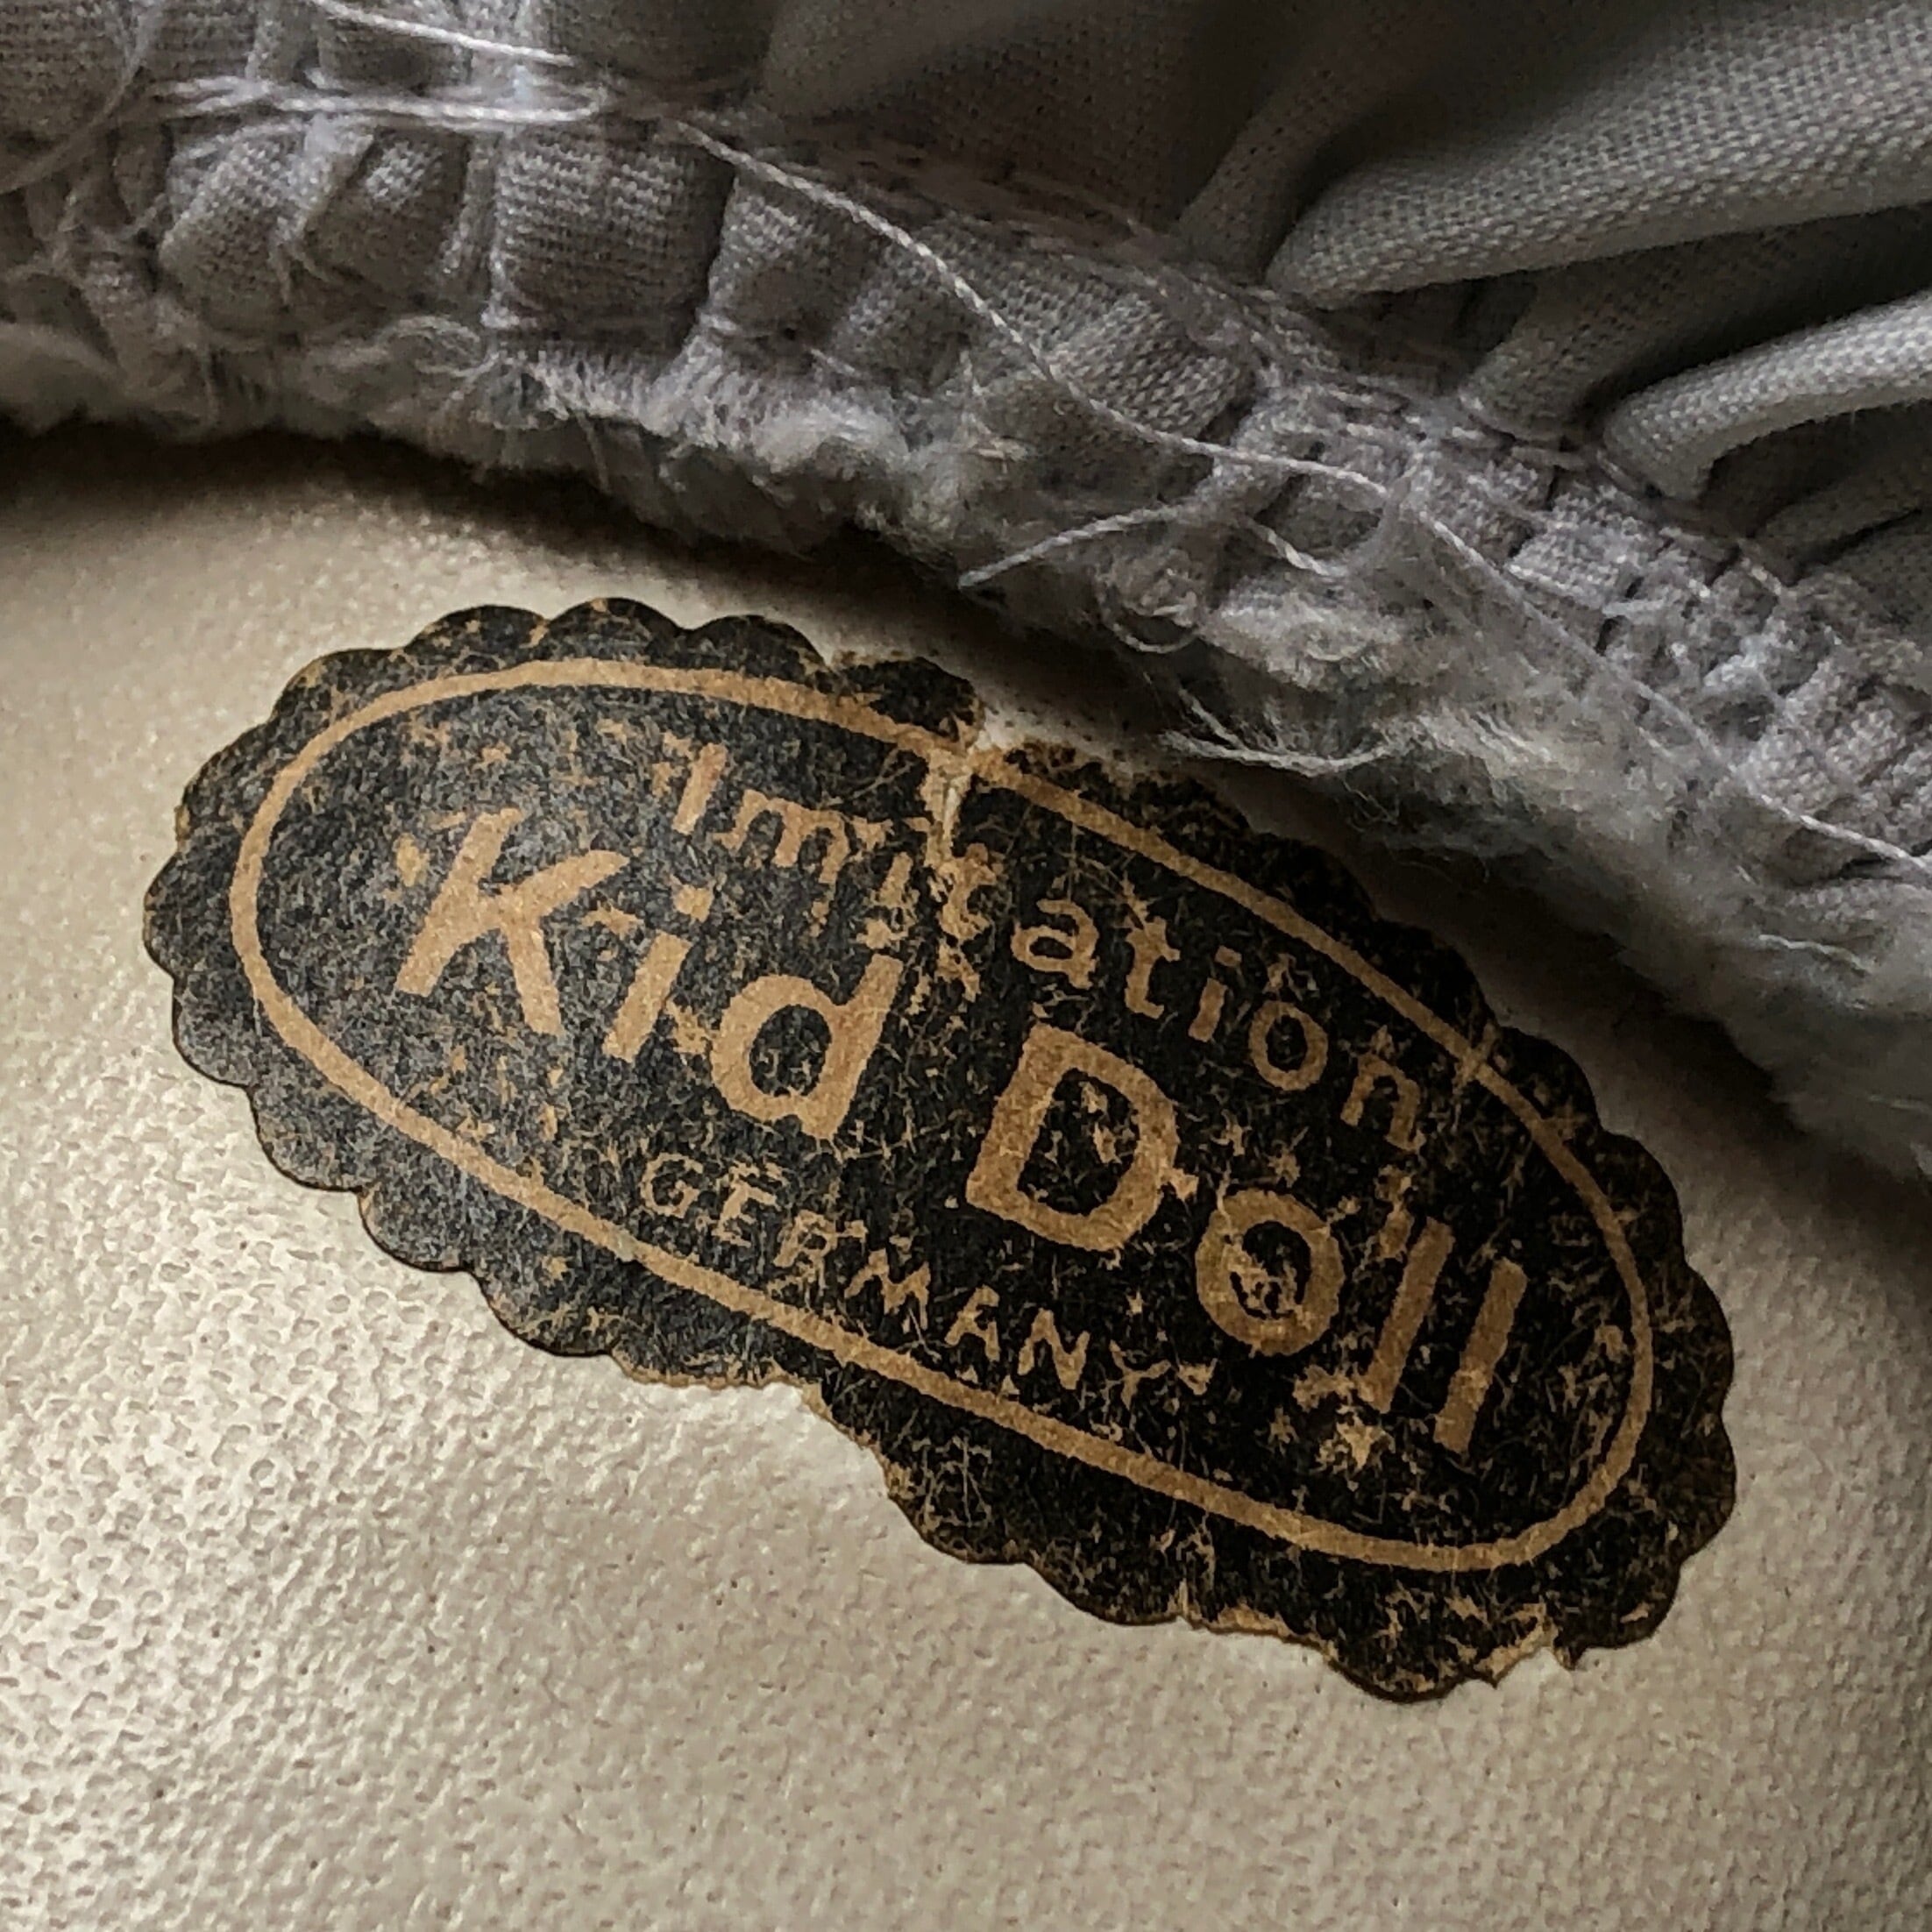 Imitation
Kid Doll
GERMANY